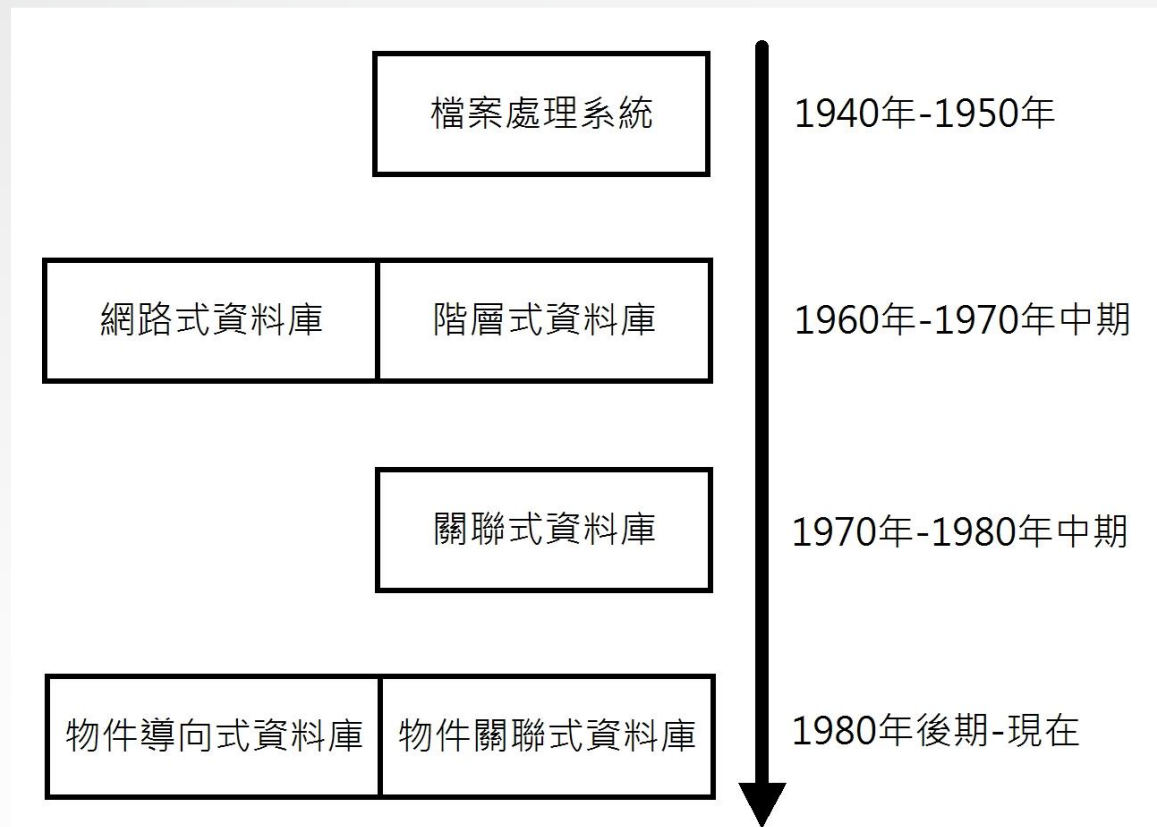 檔案處理系統
1940年-1950年
網路式資料庫
階層式資料庫
1960年-1970年中期
關聯式資料庫
1970年-1980年中期
物件導向式資料庫
物件關聯式資料庫
1980年後期-現在